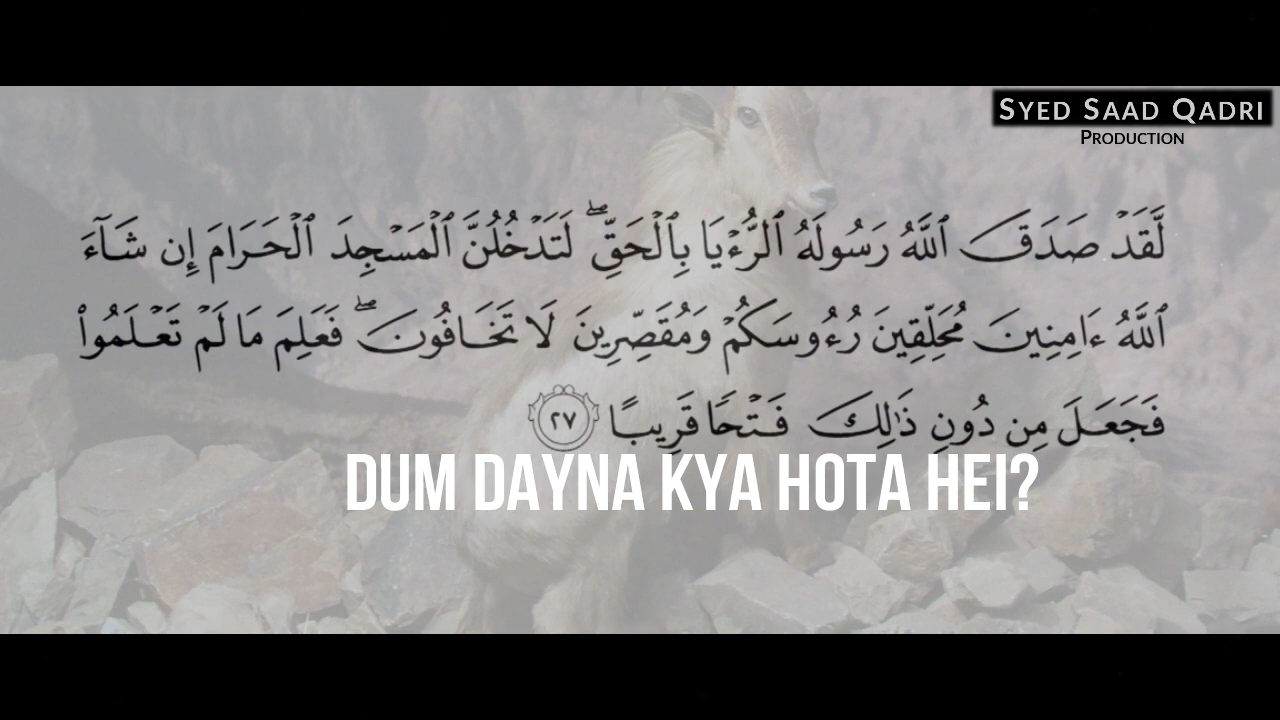 SYED SAAD QADRI
PRODUCTION
لَّقَدۡ صَدَقَ ٱللَّهُ رَسُولَهُ ٱلرُّءۡيَا بِٱلۡحَقِّۖ لَتَدۡخُلُنَّ ٱلۡمَسۡجِدَ ٱلۡحَرَامَ إِن شَآءَ
ٱللَّهُ ءَامِنِينَ مُحَلِّقِينَ رُءُوسَكُمۡ وَمُقَصِّرِينَ لَا تَخَافُونَۖ فَعَلِمَ مَا لَمۡ تَعۡلَمُواْ
فَجَعَلَ مِن دُونِ ذَٰلِكَ فَتۡحٗا قَرِيبًا ٢٧
DUM DAYNA KYA HOTA HEI?